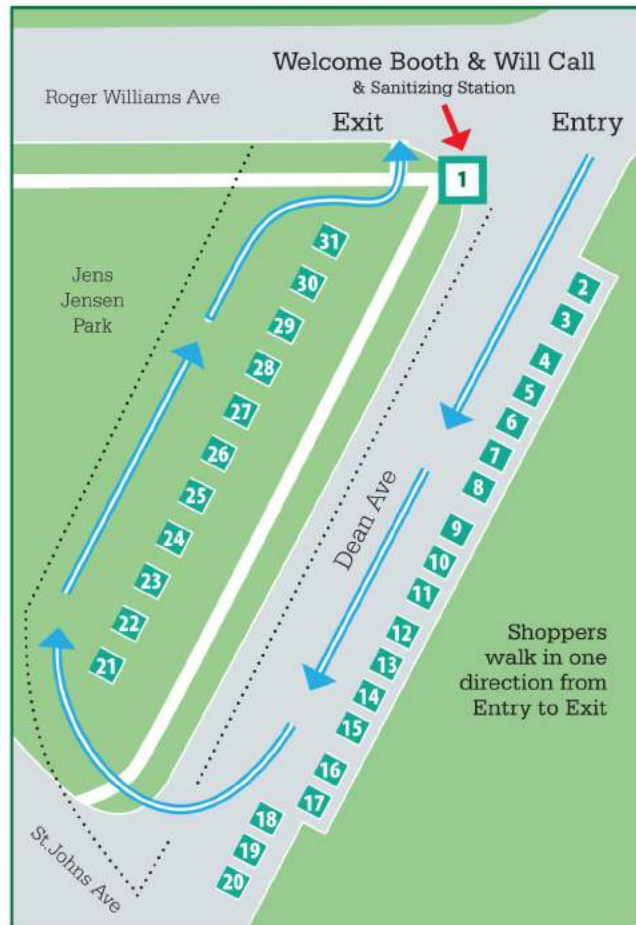 Welcome Booth & Will Call
& Sanitizing Station
Roger Williams Ave
Exit
Entry
1
Jens
Jensen
Park
31
30
29
28
27
26
25
24
23
22
21
2
3
4
5
6
7
8
9
10
11
12
13
14
15
16
17
18
19
20
Dean Ave
Shoppers
walk in one
direction from
Entry to Exit
St. Johns Ave